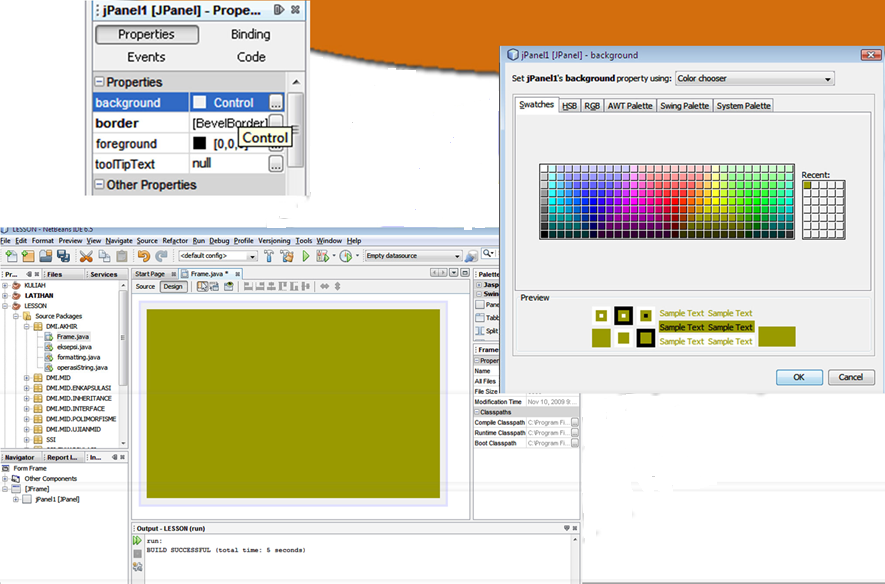 jPanel1 [JPanel] - Prope...
Properties
Binding
Events
Code
Properties
background
Control
...
border
[BevelBorder]
Control
foreground
[0,0,
toolTipText
null
...
Other Properties
jPanel1 [JPanel] - background
Set jPanel1's background property using:
Color chooser
Swatches
HSB
RGB
AWT Palette
Swing Palette
System Palette
Recent:
Preview
Sample Text Sample Text
Sample Text Sample Text
Sample Text Sample Text
OK
Cancel
LESSON - NetBeans IDE 6.5
File Edit Format Preview View Navigate Source Refactor Run Debug Profile Versioning Tools Window Help
<default config>
Empty datasource
Pr...
Files
Services
KULIAH
LATIHAN
LESSON
Source Packages
DMI.AKHIR
Frame.java
eksepsi.java
formatting.java
operasiString.java
DMI.MID
DMI.MID.ENKAPSULASI
DMI.MID.INHERITANCE
DMI.MID.INTERFACE
DMI.MID.POLIMORFISME
DMI.MID.UJIANMID
SSI
Navigator
Report I...
In...
Form Frame
Other Components
[JFrame]
jPanel1 [JPanel]
Start Page
Frame.java *
Source
Design
Palette
Jasp
Swin
Pane
Tabb
Split
Frame
Propert
Name
All Files
File Size
Modification Time
Nov 10, 2009 9:...
Classpaths
Compile Classpath
C:\Program Fi...
Runtime Classpath
C:\Program Fi...
Boot Classpath
C:\Program Fi...
Output - LESSON (run)
run:
BUILD SUCCESSFUL (total time: 5 seconds)